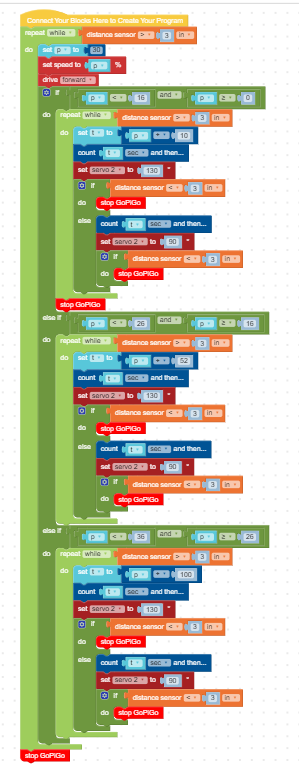 Connect Your Blocks Here to Create Your Program
repeat while distance sensor > 3 in
do set p to 36
set speed to p %
drive forward
if p < 16 and p ≥ 0
do repeat while distance sensor > 3 in
do set t to p + 10
count t sec and then...
set servo 2 to 130 °
if distance sensor < 3 in
do stop GoPiGo
else count t sec and then...
set servo 2 to 90 °
if distance sensor < 3 in
do stop GoPiGo
stop GoPiGo
else if p < 26 and p ≥ 16
do repeat while distance sensor > 3 in
do set t to p + 52
count t sec and then...
set servo 2 to 130 °
if distance sensor < 3 in
do stop GoPiGo
else count t sec and then...
set servo 2 to 90 °
if distance sensor < 3 in
do stop GoPiGo
else if p < 36 and p ≥ 26
do repeat while distance sensor > 3 in
do set t to p + 100
count t sec and then...
set servo 2 to 130 °
if distance sensor < 3 in
do stop GoPiGo
else count t sec and then...
set servo 2 to 90 °
if distance sensor < 3 in
do stop GoPiGo
stop GoPiGo